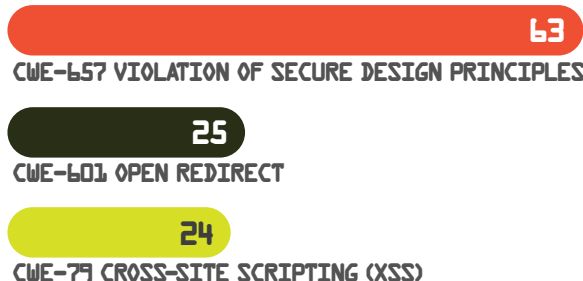 63
CWE-657 VIOLATION OF SECURE DESIGN PRINCIPLES
25
CWE-601 OPEN REDIRECT
24
CWE-79 CROSS-SITE SCRIPTING (XSS)